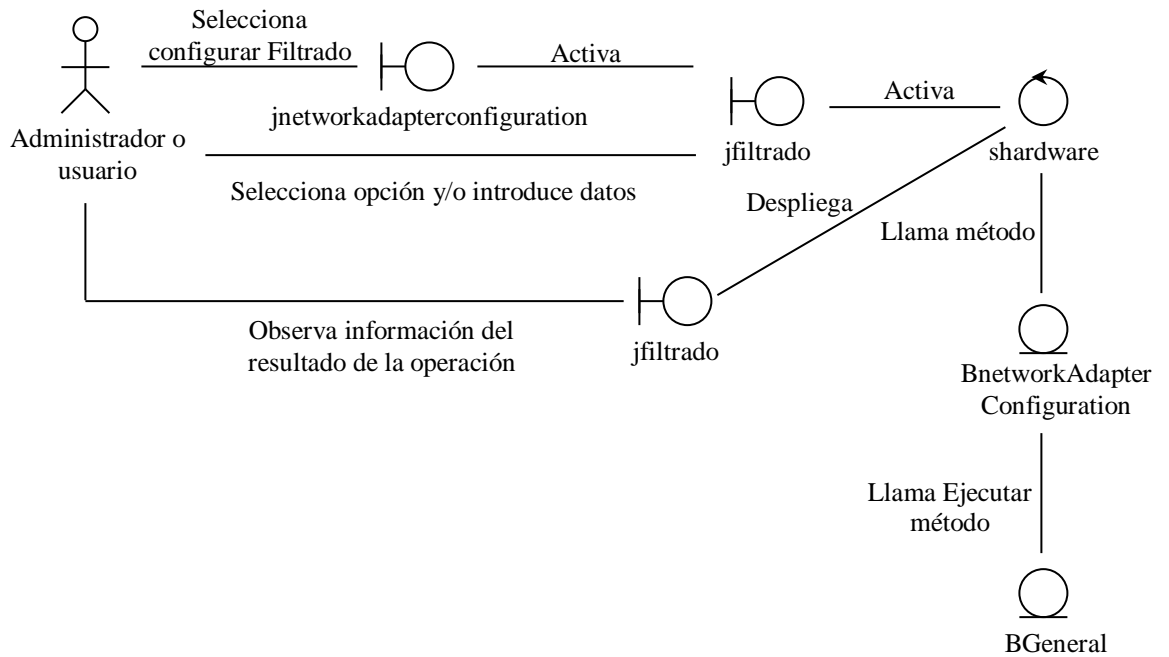 Selecciona
configurar Filtrado
Activa
jnetworkadapterconfiguration
Activa
Administrador o
usuario
jfiltrado
shardware
Selecciona opción y/o introduce datos
Despliega
Llama método
Observa información del
resultado de la operación
jfiltrado
BnetworkAdapter
Configuration
Llama Ejecutar
método
BGeneral